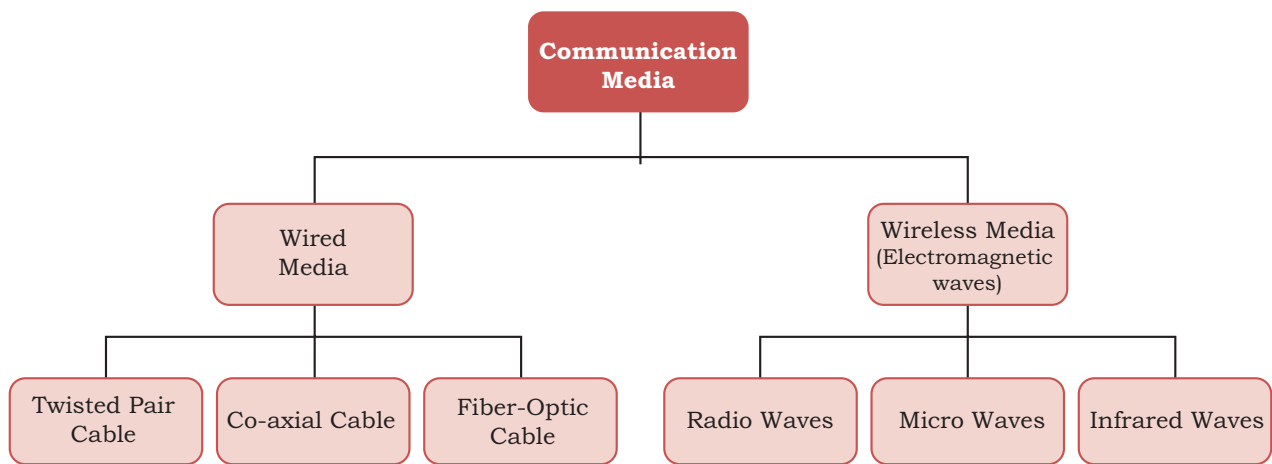 Communication
Media
Wired
Media
Wireless Media
(Electromagnetic
waves)
Twisted Pair
Cable
Co-axial Cable
Fiber-Optic
Cable
Radio Waves
Micro Waves
Infrared Waves